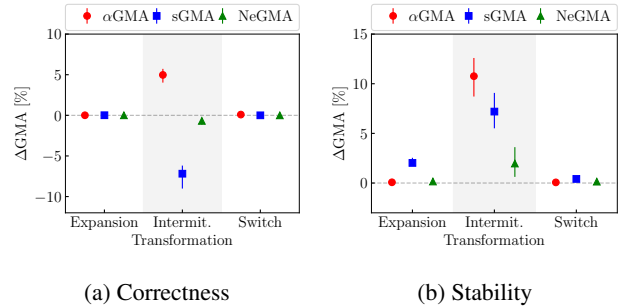 αGMA sGMA NeGMA
ΔGMA [%]
10
5
0
−5
−10
Expansion Intermit. Switch
Transformation
(a) Correctness
αGMA sGMA NeGMA
ΔGMA [%]
15
10
5
0
Expansion Intermit. Switch
Transformation
(b) Stability